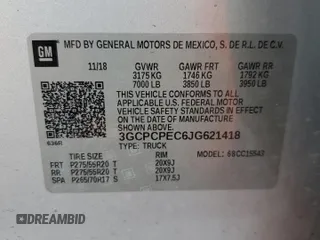 GM
MFD BY GENERAL MOTORS DE MEXICO, S. DE R.L. DE C.V.
11/18 GVWR GAWR FRT GAWR RR
3175 KG 1746 KG 1792 KG
7000 LB 3850 LB 3950 LB
THIS VEHICLE CONFORMS TO ALL APPLICABLE
U.S. FEDERAL MOTOR VEHICLE SAFETY
STANDARDS IN EFFECT ON THE DATE OF
MANUFACTURE SHOWN ABOVE.
3GCPCPEC6JG621418
TYPE: TRUCK
636R
TIRE SIZE RIM MODEL:
FRT P275/55R20 T 20X9J
RR P275/55R20 T 20X9J
SPA P265/70R17 S 17X7.5J
bidhistory.org